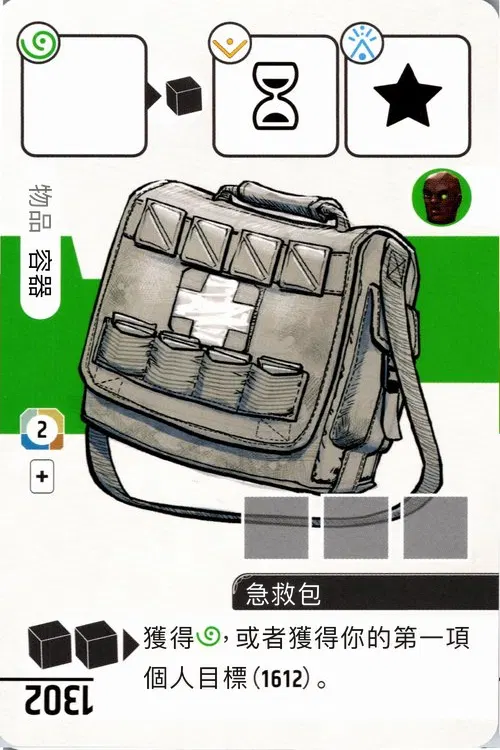 物品 容器
2
+
急救包
獲得，或者獲得你的第一項
個人目標(1612)。
1302